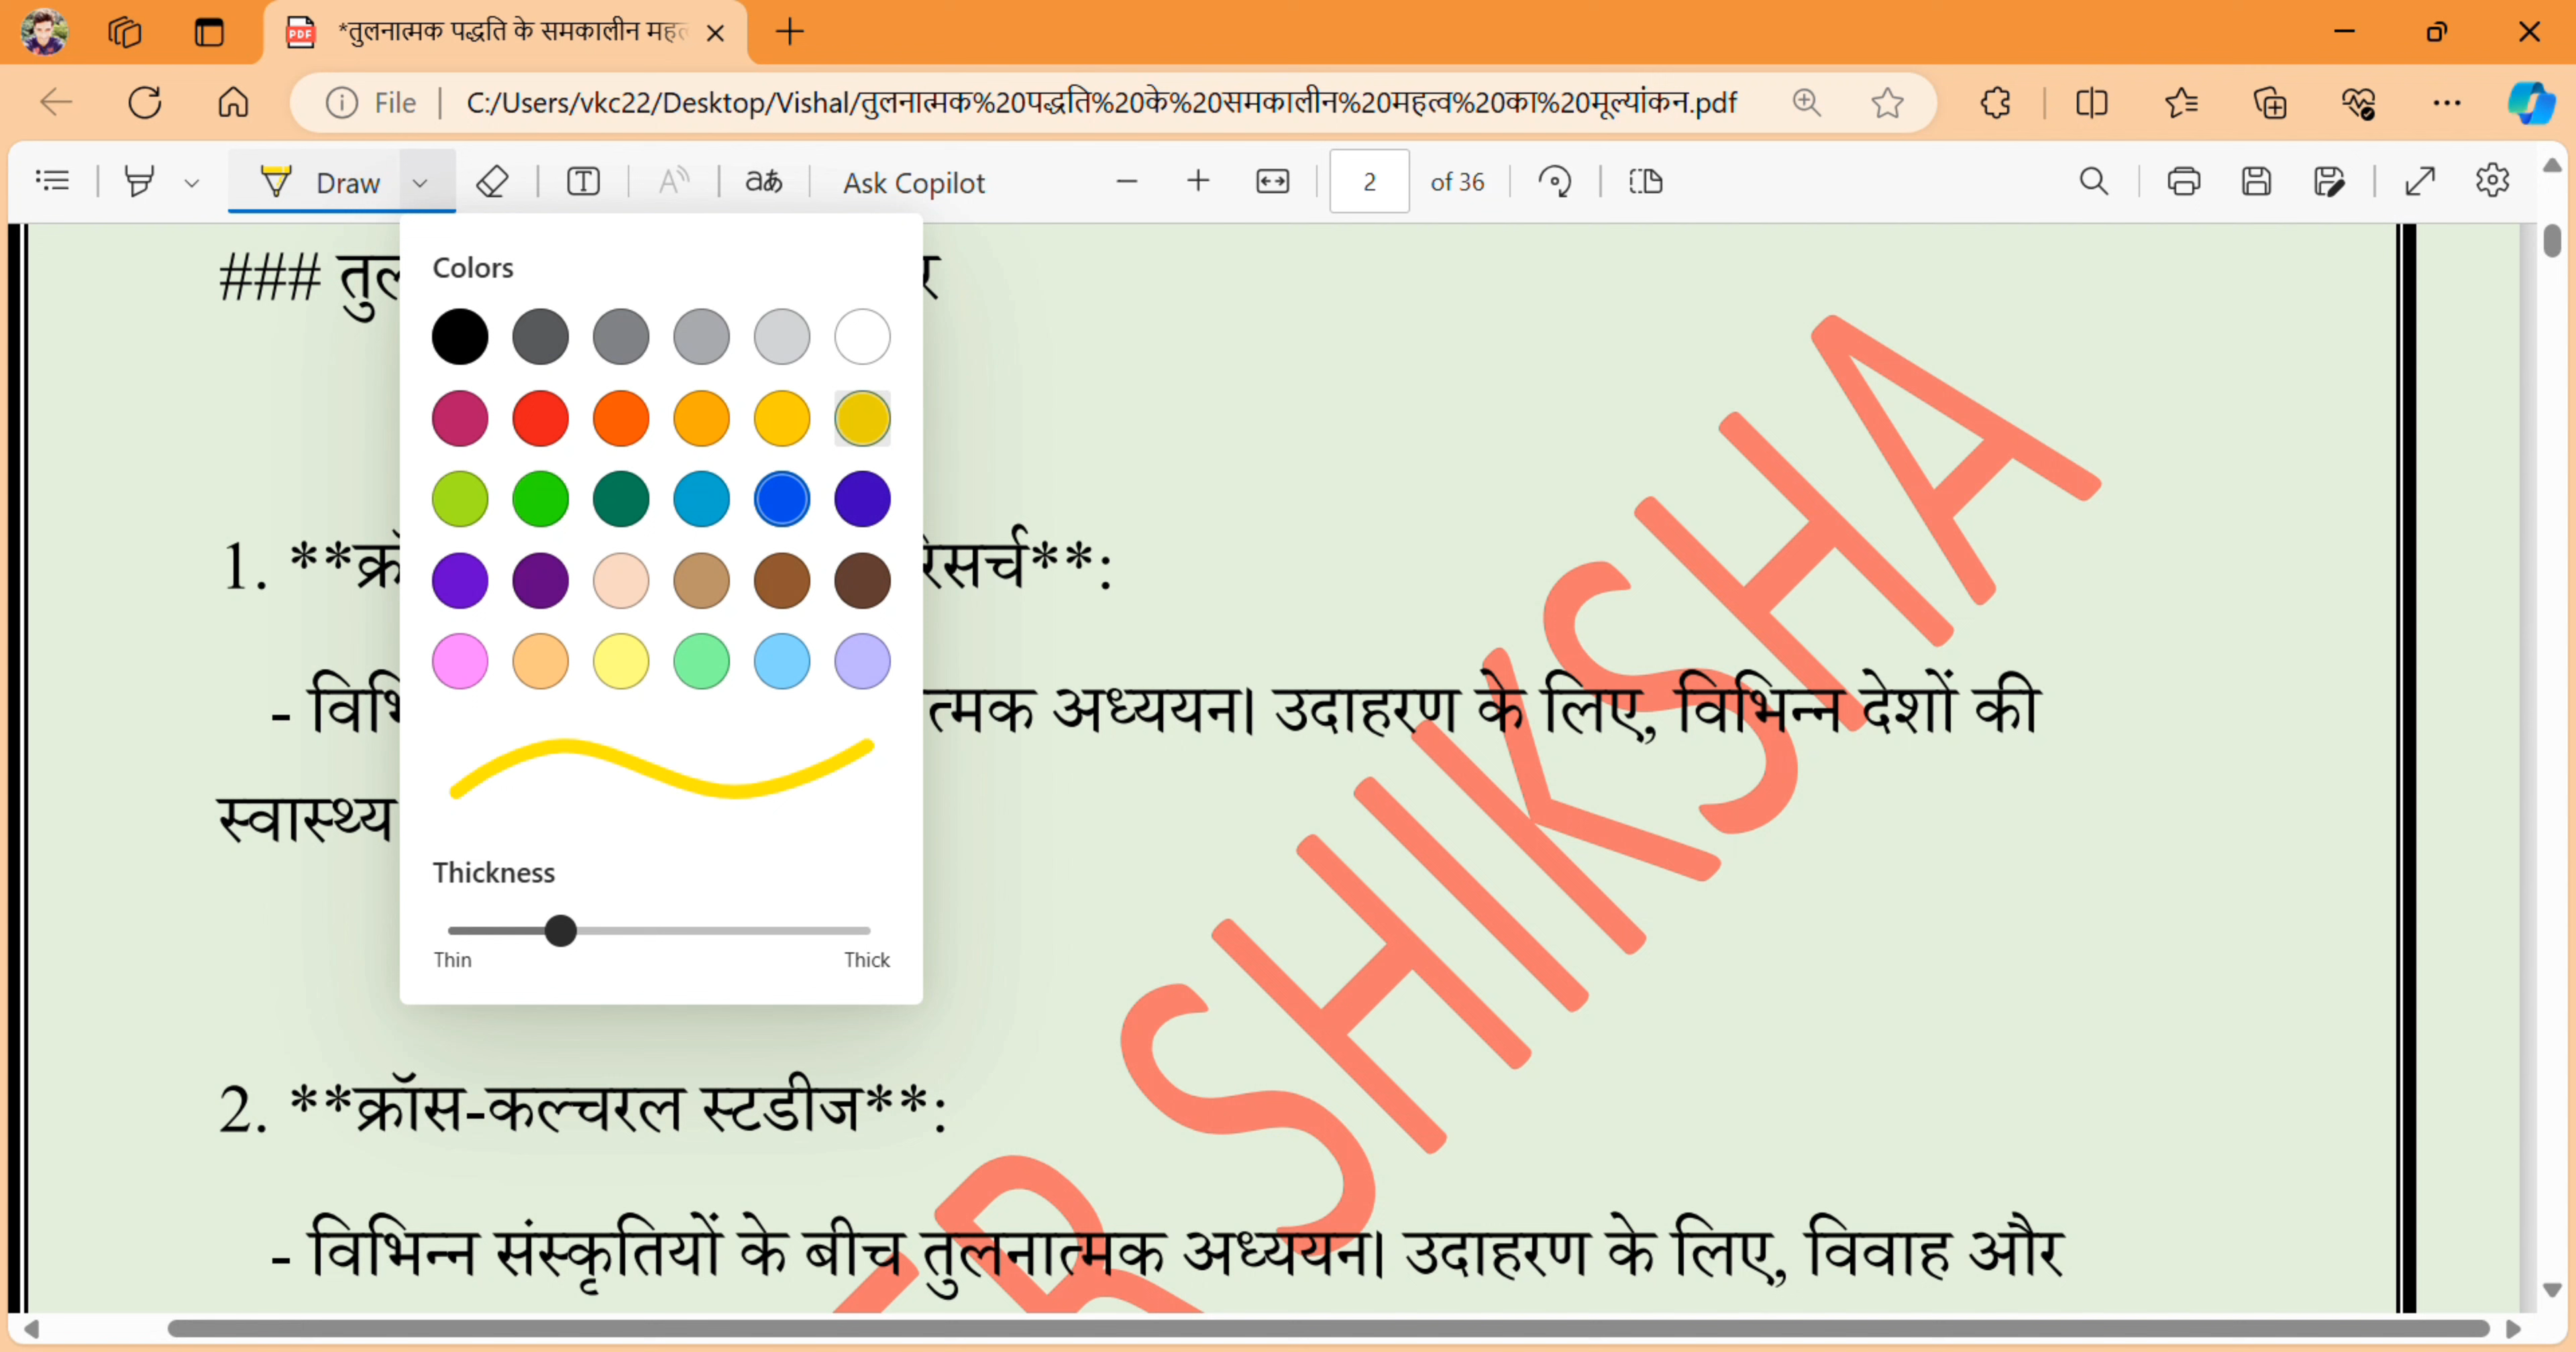 *तुलनात्मक पद्धति के समकालीन
File
C:/Users/vkc22/Desktop/Vishal/तुलनात्मक%20पद्धति%20के%20समकालीन%20महत्व%20का%20मूल्यांकन.pdf
Draw
Ask Copilot
2 of 36
###
Colors
1. **
रिसर्च**:
-
त्मक अध्ययन। उदाहरण के लिए, विभिन्न देशों की
स्वास्थ्य
Thickness
Thin
Thick
2. **क्रॉस-कल्चरल स्टडीज**:
- विभिन्न संस्कृतियों के बीच तुलनात्मक अध्ययन। उदाहरण के लिए, विवाह और
SHIKSHA